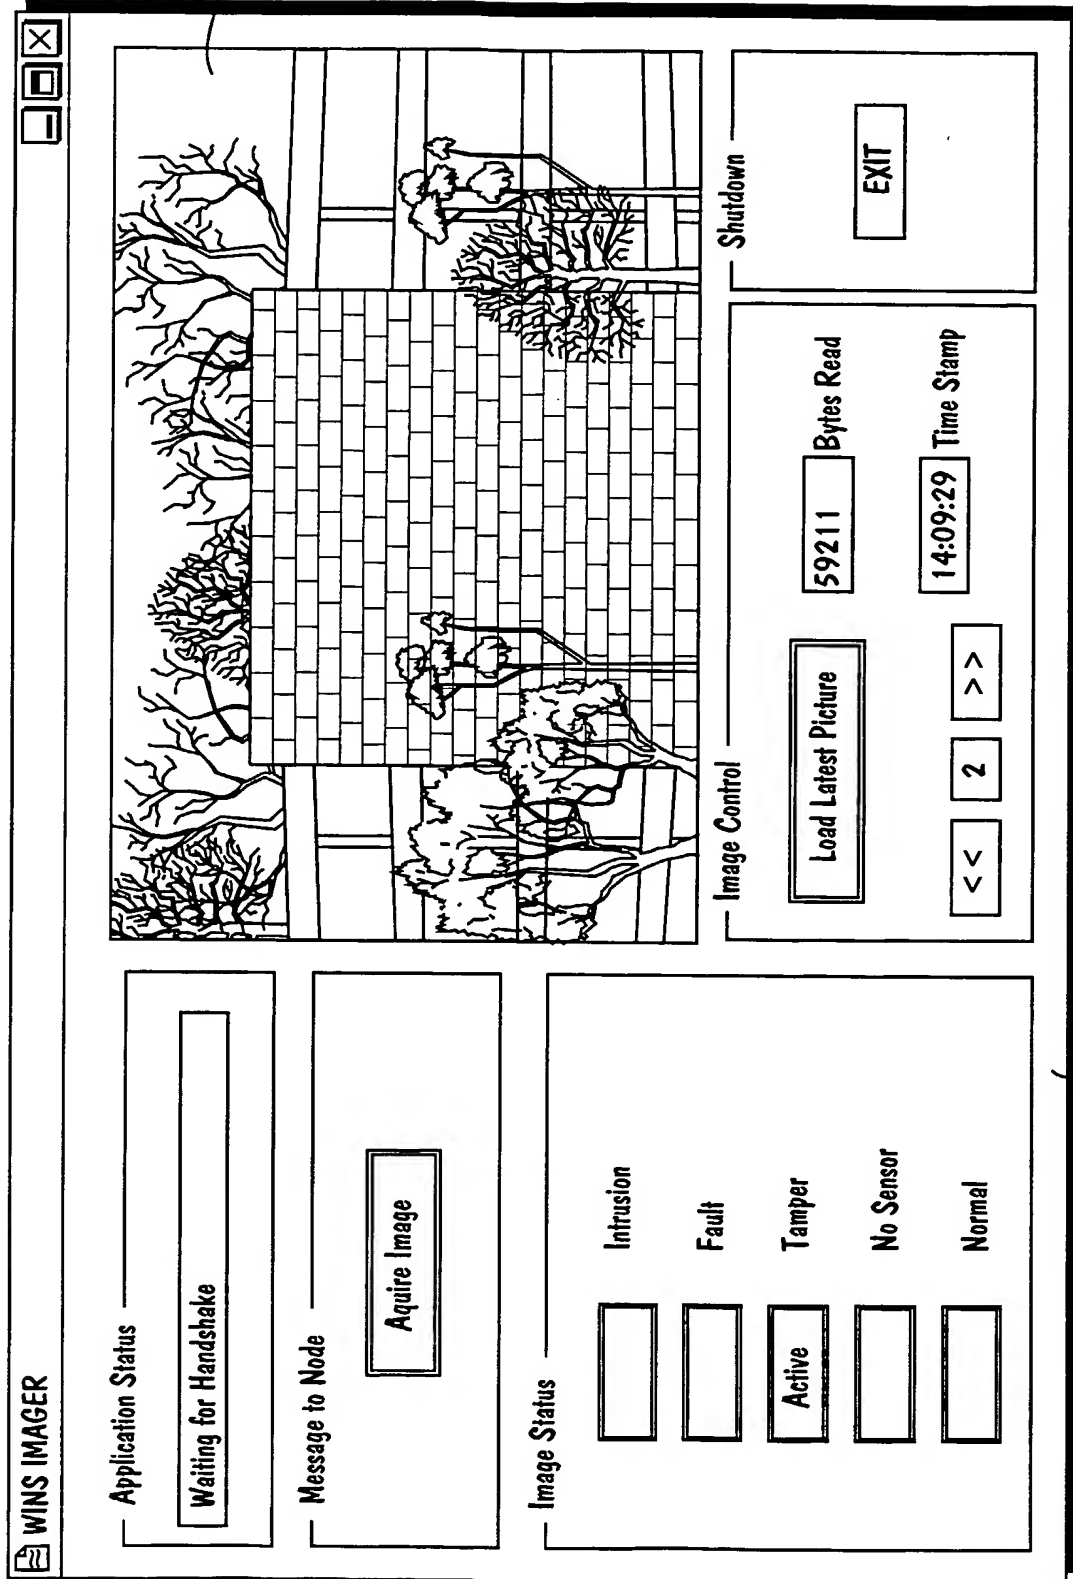 WINS IMAGER
Application Status
Waiting for Handshake
Message to Node
Aquire Image
Image Status
Intrusion
Fault
Active Tamper
No Sensor
Normal
Image Control
Load Latest Picture
59211 Bytes Read
<< 2 >>
14:09:29 Time Stamp
Shutdown
EXIT